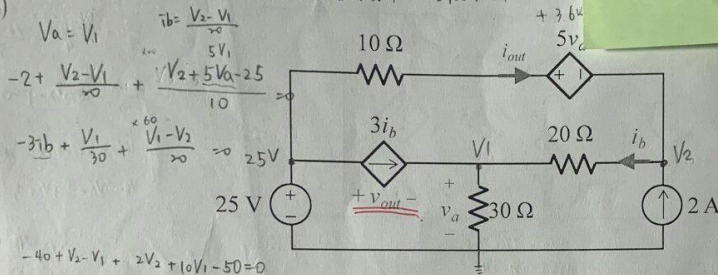 )
Va = V1
ib = V2 - V1 / 20
5V1
-2 + V2-V1 / 20 + V2+5Va-25 / 10 = 0
-3ib + V1 / 30 + V1-V2 / 20 = 0
×60
25V
-40 + V2-V1 + 2V2 + 10V1 - 50 = 0
+36
10 Ω
iout
5v
+ -
3ib
V1
20 Ω
ib
V2
25 V
+
-
+ vout -
+
va
-
30 Ω
2 A